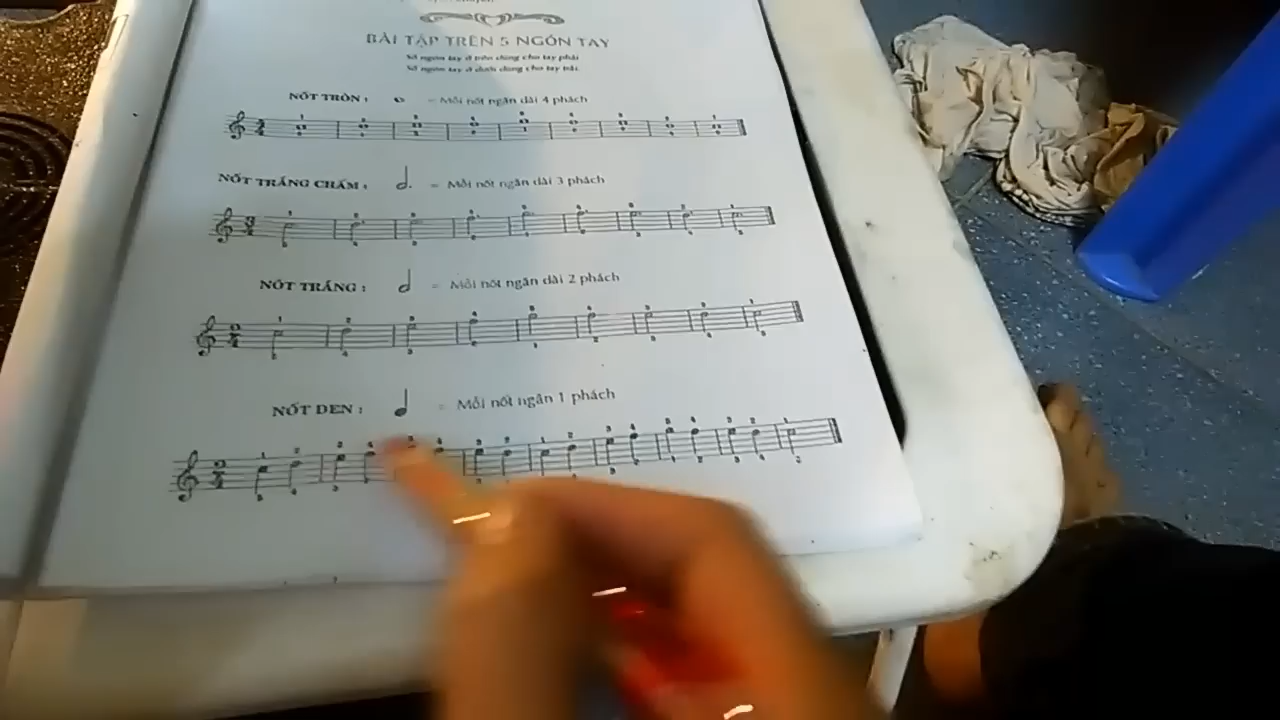 BÀI TẬP TRÊN 5 NGÓN TAY
Số ngón tay ở trên dùng cho tay phải
Số ngón tay ở dưới dùng cho tay trái
NỐT TRÒN : = Mỗi nốt ngân dài 4 phách
NỐT TRẮNG CHẤM : = Mỗi nốt ngân dài 3 phách
NỐT TRẮNG : = Mỗi nốt ngân dài 2 phách
NỐT ĐEN : = Mỗi nốt ngân 1 phách